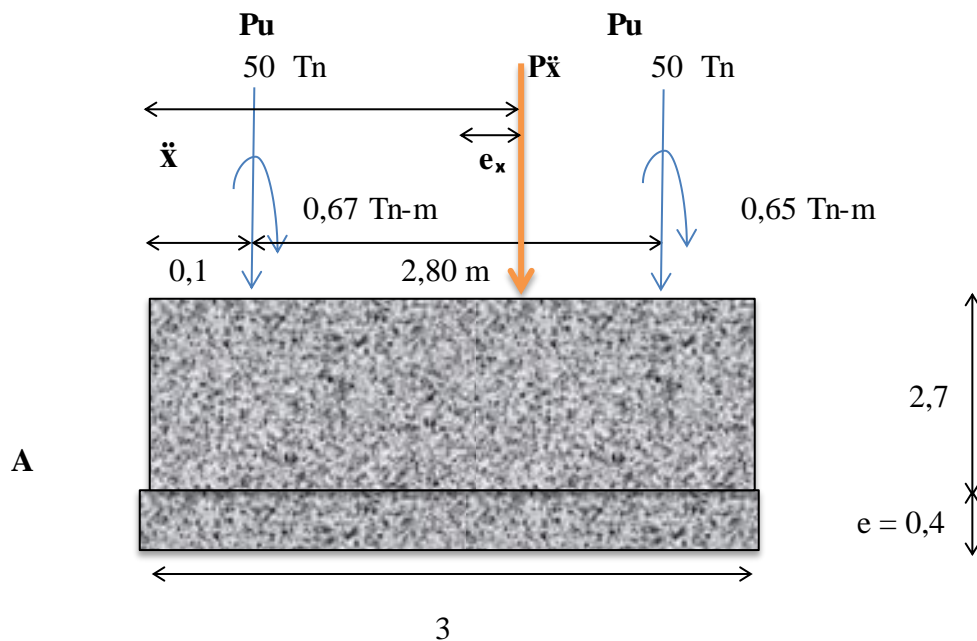 Pu Pu
50 Tn Pẍ 50 Tn
ẍ eₓ
0,67 Tn-m 0,65 Tn-m
0,1 2,80 m
2,7
A
e = 0,4
3